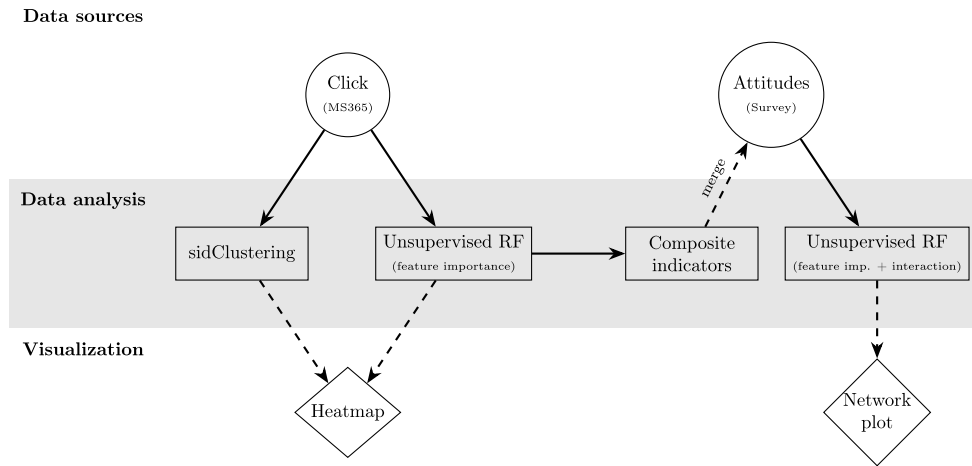 Data sources
Click
(MS365)
Attitudes
(Survey)
merge
Data analysis
sidClustering
Unsupervised RF
(feature importance)
Composite
indicators
Unsupervised RF
(feature imp. + interaction)
Visualization
Heatmap
Network
plot